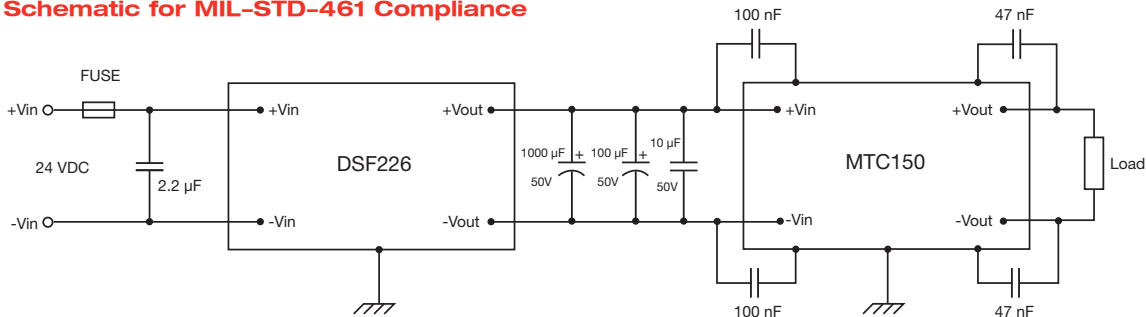 Schematic for MIL-STD-461 Compliance
100 nF
47 nF
FUSE
+Vin
+Vin
+Vout
+Vin
+Vout
24 VDC
2.2 µF
DSF226
1000 µF
+
50V
100 µF
+
50V
10 µF
50V
MTC150
Load
-Vin
-Vin
-Vout
-Vin
-Vout
100 nF
47 nF